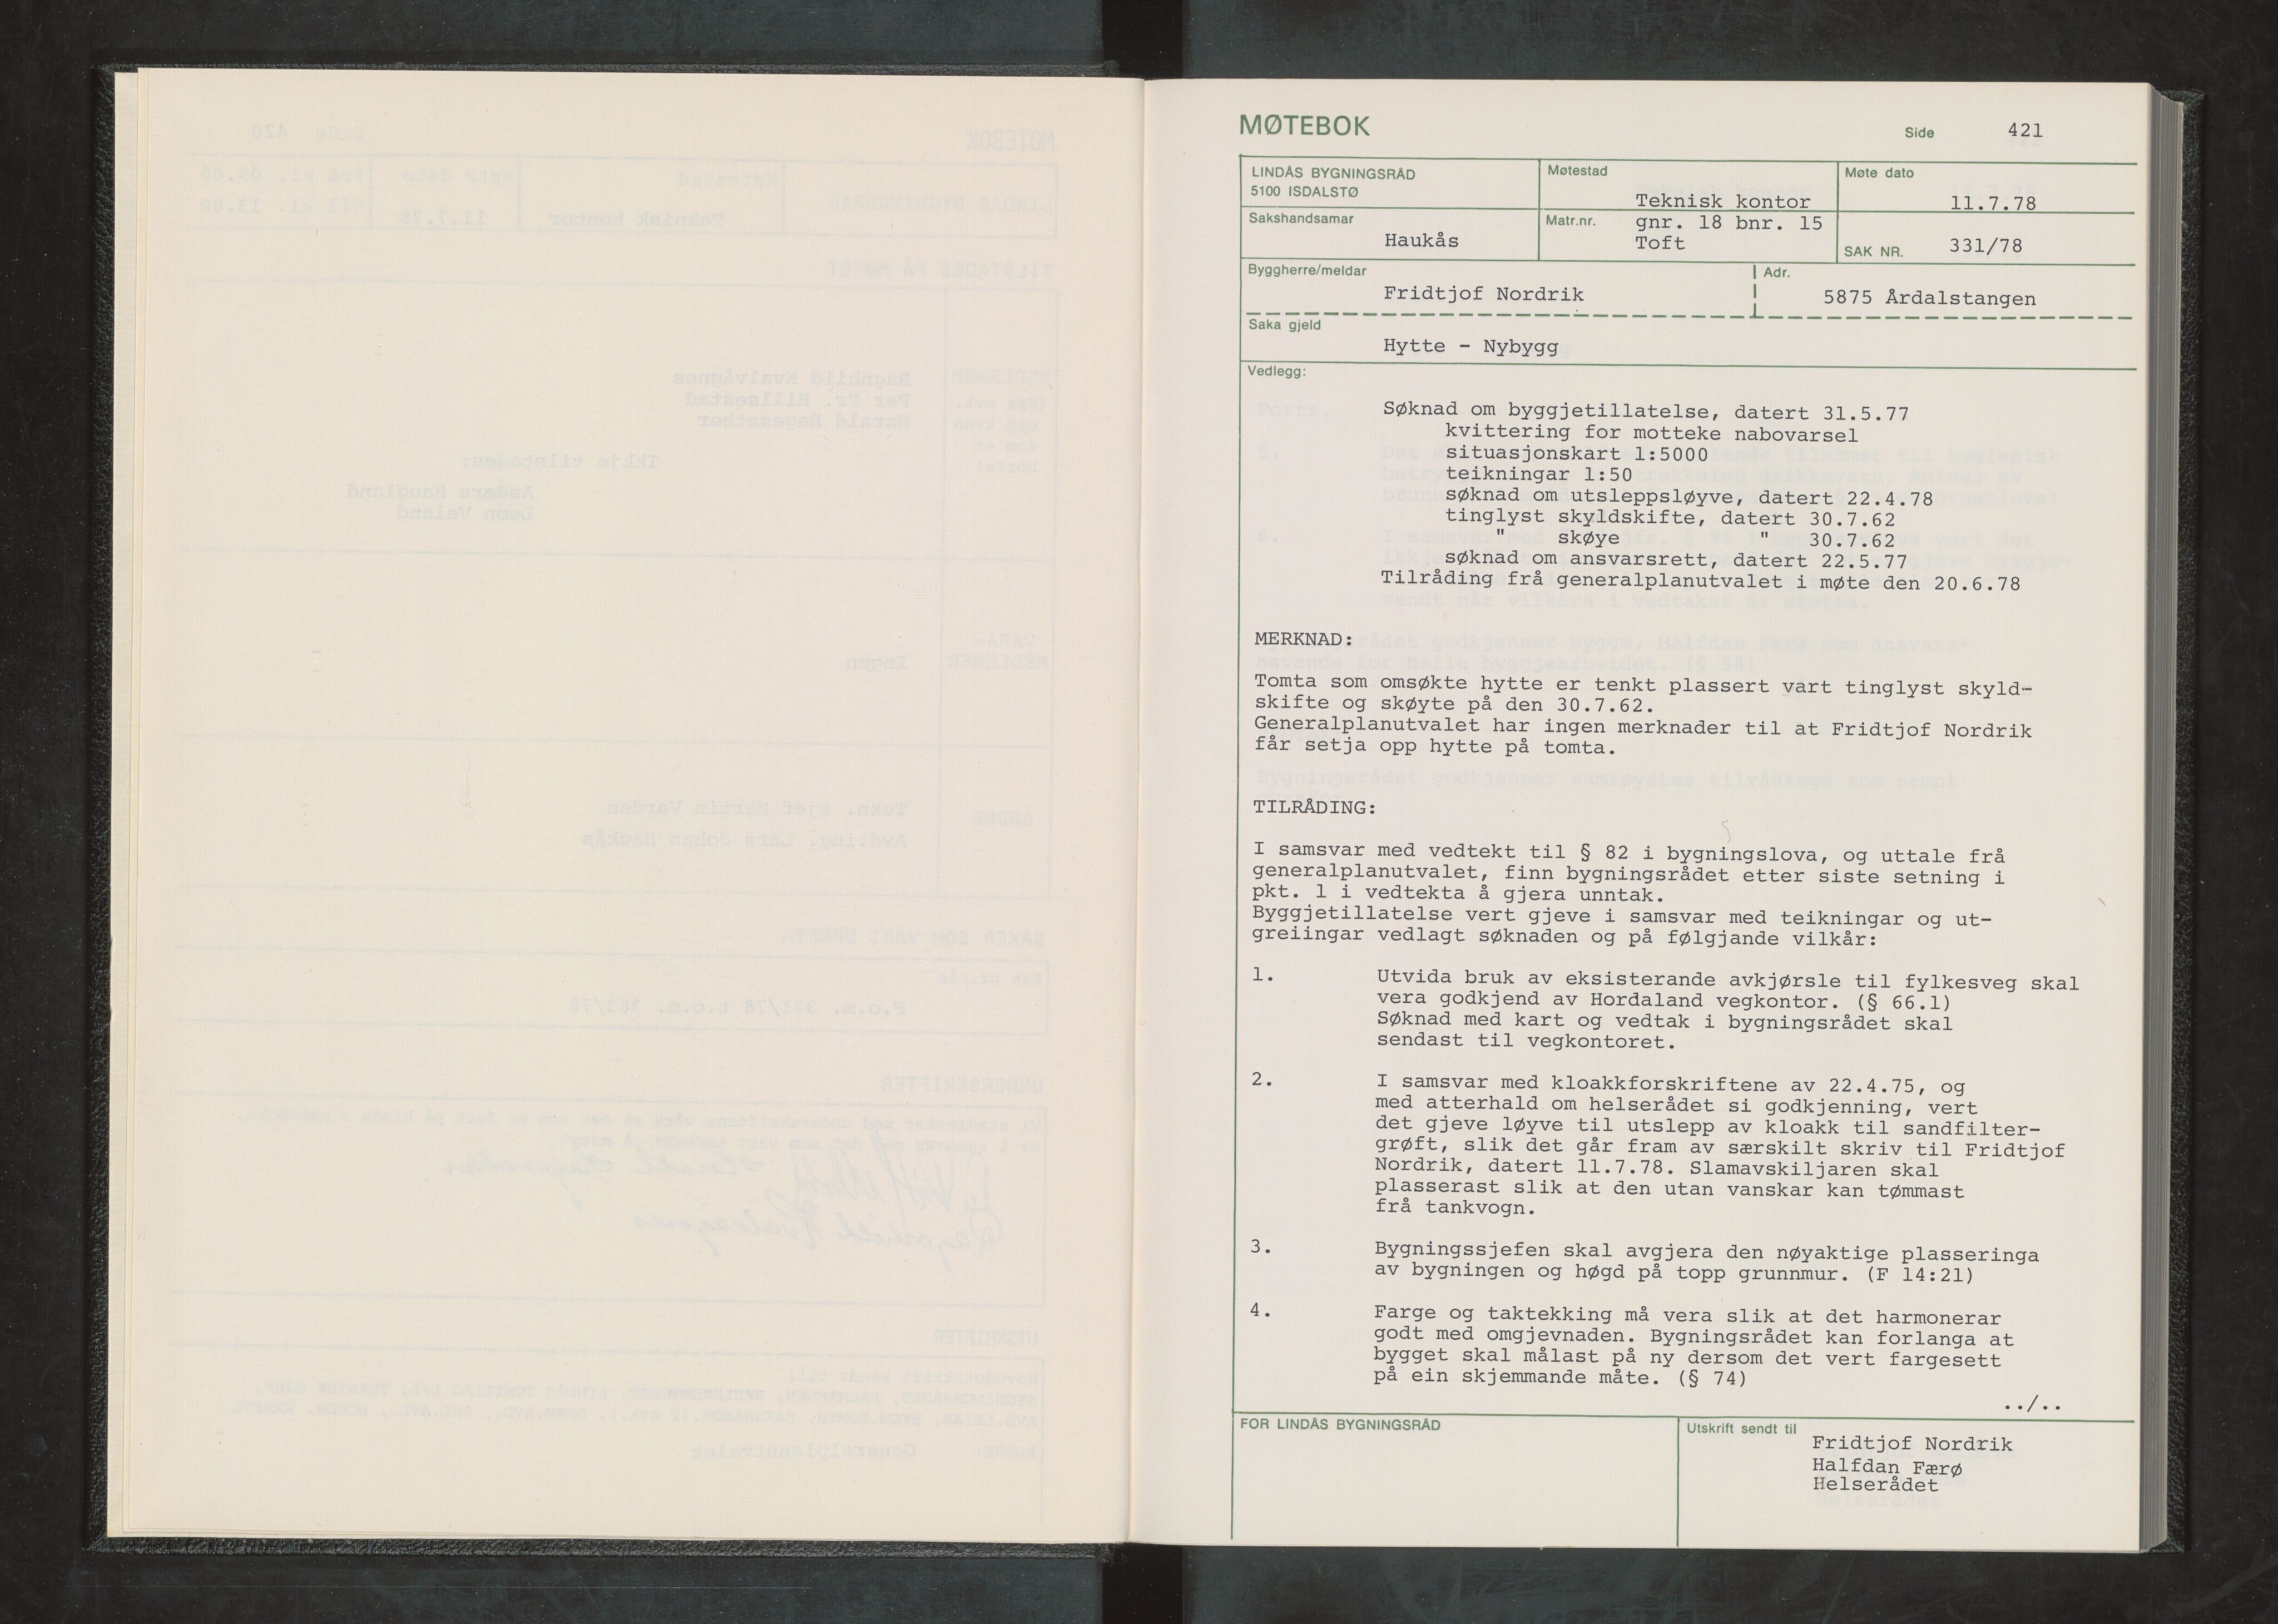 MØTEBOK
Side 421
LINDÅS BYGNINGSRÅD
5100 ISDALSTØ
Møtestad
Teknisk kontor
Møte dato
11.7.78
Sakshandsamar
Haukås
Matr.nr.
gnr. 18 bnr. 15
Toft
SAK NR. 331/78
Byggherre/meldar
Fridtjof Nordrik
Adr.
5875 Årdalstangen
Saka gjeld
Hytte - Nybygg
Vedlegg:
Søknad om byggjetillatelse, datert 31.5.77
kvittering for motteke nabovarsel
situasjonskart 1:5000
teikningar 1:50
søknad om utsleppsløyve, datert 22.4.78
tinglyst skyldskifte, datert 30.7.62
" skøye " 30.7.62
søknad om ansvarsrett, datert 22.5.77
Tilråding frå generalplanutvalet i møte den 20.6.78
MERKNAD:
Tomta som omsøkte hytte er tenkt plassert vart tinglyst skyld-
skifte og skøyte på den 30.7.62.
Generalplanutvalet har ingen merknader til at Fridtjof Nordrik
får setja opp hytte på tomta.
TILRÅDING:
I samsvar med vedtekt til § 82 i bygningslova, og uttale frå
generalplanutvalet, finn bygningsrådet etter siste setning i
pkt. 1 i vedtekta å gjera unntak.
Byggjetillatelse vert gjeve i samsvar med teikningar og ut-
greiingar vedlagt søknaden og på følgjande vilkår:
1. Utvida bruk av eksisterande avkjørsle til fylkesveg skal
vera godkjend av Hordaland vegkontor. (§ 66.1)
Søknad med kart og vedtak i bygningsrådet skal
sendast til vegkontoret.
2. I samsvar med kloakkforskriftene av 22.4.75, og
med atterhald om helserådet si godkjenning, vert
det gjeve løyve til utslepp av kloakk til sandfilter-
grøft, slik det går fram av særskilt skriv til Fridtjof
Nordrik, datert 11.7.78. Slamavskiljaren skal
plasserast slik at den utan vanskar kan tømmast
frå tankvogn.
3. Bygningssjefen skal avgjera den nøyaktige plasseringa
av bygningen og høgd på topp grunnmur. (F 14:21)
4. Farge og taktekking må vera slik at det harmonerar
godt med omgjevnaden. Bygningsrådet kan forlanga at
bygget skal målast på ny dersom det vert fargesett
på ein skjemmande måte. (§ 74)
../..
FOR LINDÅS BYGNINGSRÅD
Utskrift sendt til
Fridtjof Nordrik
Halfdan Færø
Helserådet